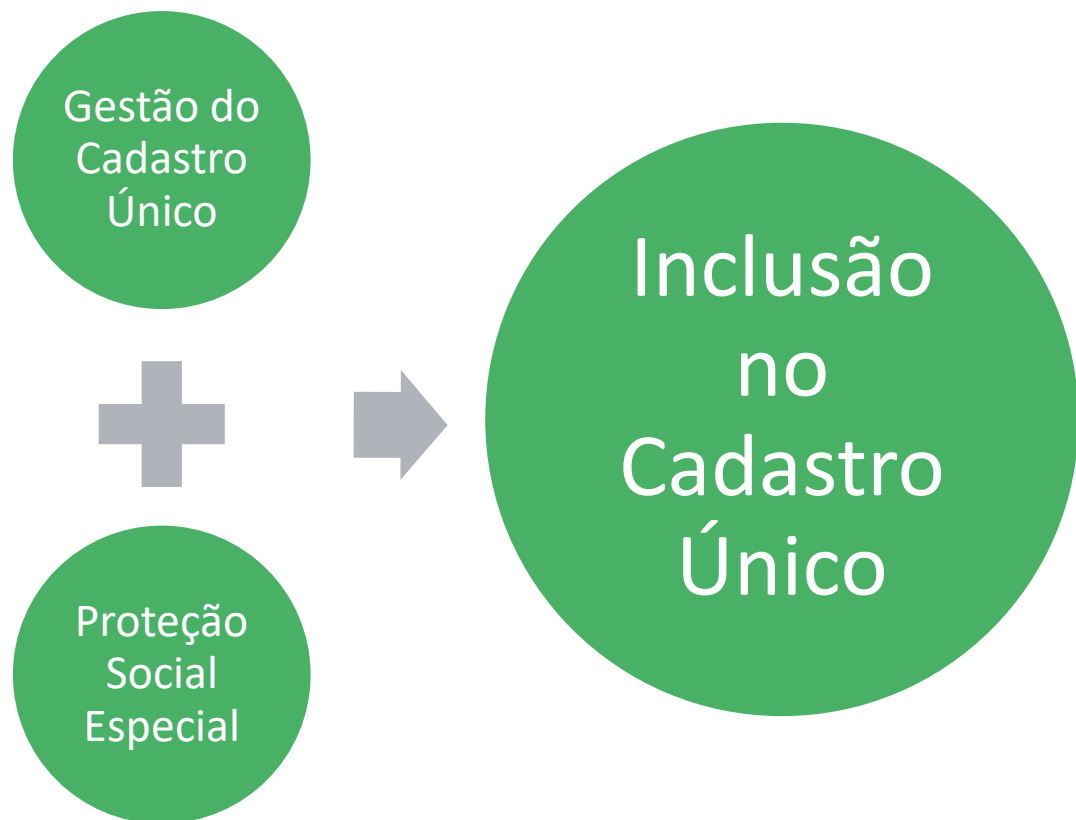 Gestão do
Cadastro
Único
Proteção
Social
Especial
Inclusão
no
Cadastro
Único